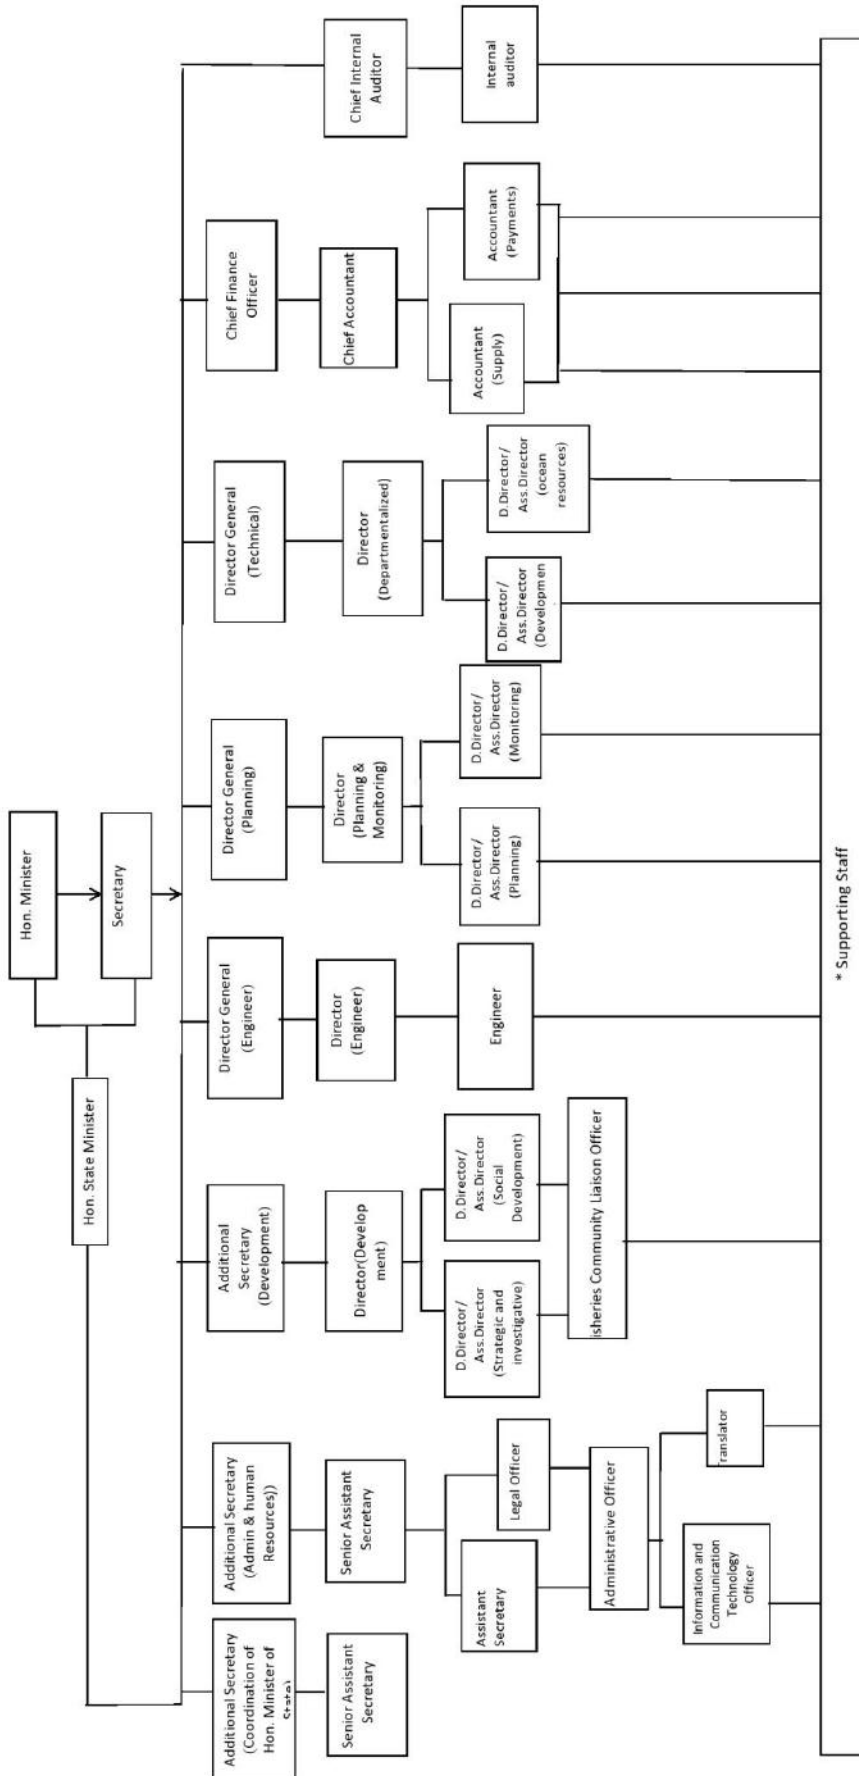 Hon. Minister
Secretary
Hon. State Minister
Additional Secretary
(Coordination of
Hon. Minister of
State)
Additional Secretary
(Admin & human
Resources))
Additional
Secretary
(Development)
Director General
(Engineer)
Director General
(Planning)
Director General
(Technical)
Chief Finance
Officer
Chief Internal
Auditor
Senior Assistant
Secretary
Senior Assistant
Secretary
Director(Develop
ment)
Director
(Engineer)
Director
(Planning &
Monitoring)
Director
(Departmentalized)
Chief Accountant
Internal
auditor
Assistant
Secretary
Legal Officer
D.Director/
Ass.Director
(Strategic and
investigative)
D.Director/
Ass.Director
(Social
Development)
Engineer
D.Director/
Ass.Director
(Planning)
D.Director/
Ass.Director
(Monitoring)
D.Director/
Ass.Director
(Developmen
D.Director/
Ass.Director
(ocean
resources)
Accountant
(Supply)
Accountant
(Payments)
Administrative Officer
isheries Community Liaison Officer
Information and
Communication
Technology
Officer
ranslator
* Supporting Staff